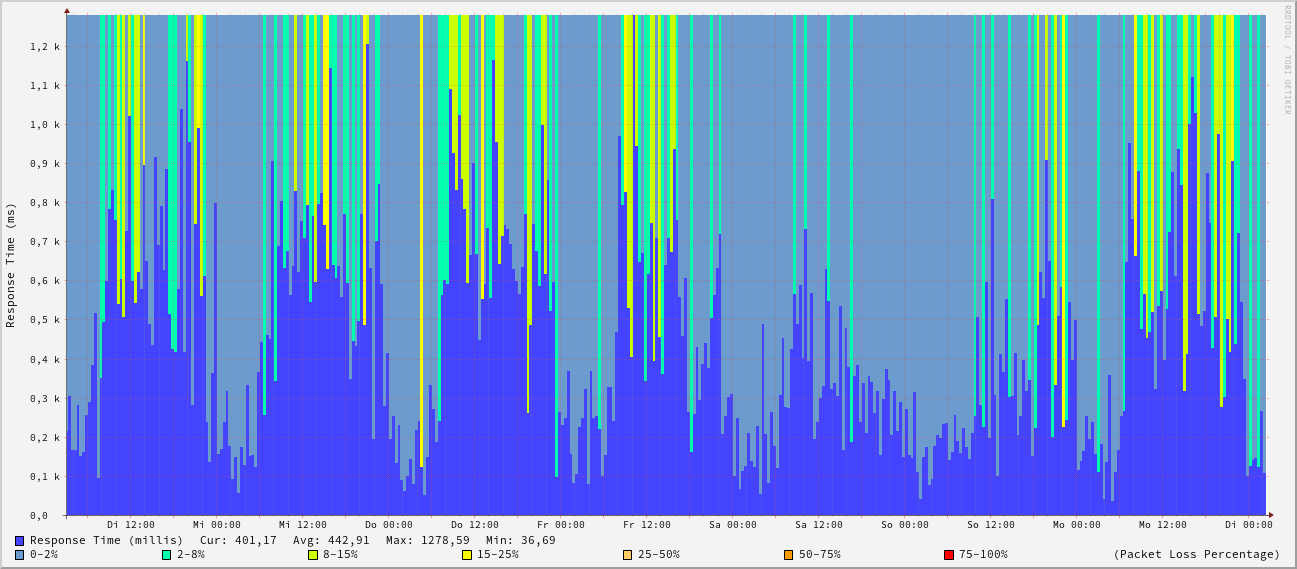 RRDTOOL / TOBI OETIKER
Response Time (ms)
1,2 k
1,1 k
1,0 k
0,9 k
0,8 k
0,7 k
0,6 k
0,5 k
0,4 k
0,3 k
0,2 k
0,1 k
0,0
Di 12:00 Mi 00:00 Mi 12:00 Do 00:00 Do 12:00 Fr 00:00 Fr 12:00 Sa 00:00 Sa 12:00 So 00:00 So 12:00 Mo 00:00 Mo 12:00 Di 00:00
Response Time (millis) Cur: 401,17 Avg: 442,91 Max: 1278,59 Min: 36,69
0-2% 2-8% 8-15% 15-25% 25-50% 50-75% 75-100% (Packet Loss Percentage)